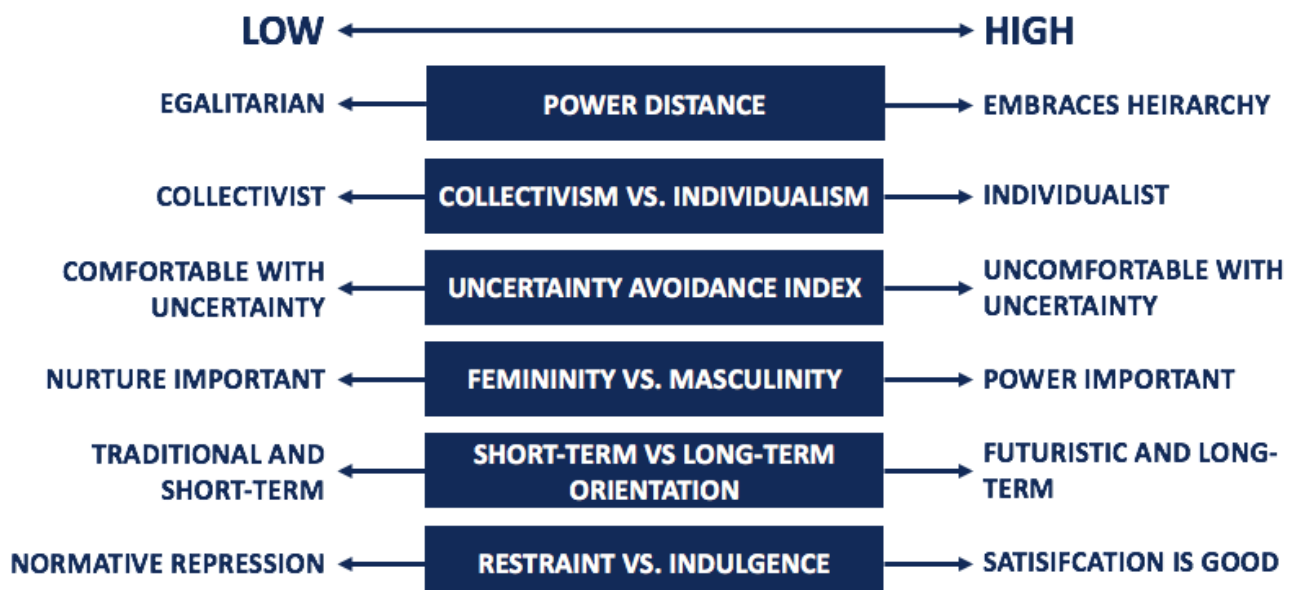 LOW HIGH
EGALITARIAN POWER DISTANCE EMBRACES HEIRARCHY
COLLECTIVIST COLLECTIVISM VS. INDIVIDUALISM INDIVIDUALIST
COMFORTABLE WITH
UNCERTAINTY
UNCERTAINTY AVOIDANCE INDEX
UNCOMFORTABLE WITH
UNCERTAINTY
NURTURE IMPORTANT FEMININITY VS. MASCULINITY POWER IMPORTANT
TRADITIONAL AND
SHORT-TERM
SHORT-TERM VS LONG-TERM
ORIENTATION
FUTURISTIC AND LONG-
TERM
NORMATIVE REPRESSION RESTRAINT VS. INDULGENCE SATISIFCATION IS GOOD